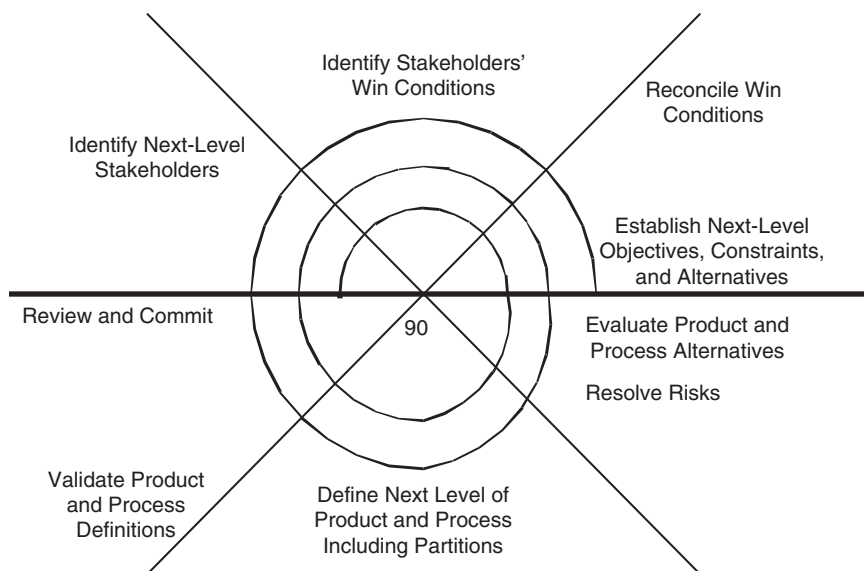 Identify Stakeholders'
Win Conditions
Reconcile Win
Conditions
Identify Next-Level
Stakeholders
Establish Next-Level
Objectives, Constraints,
and Alternatives
Review and Commit
90
Evaluate Product and
Process Alternatives
Resolve Risks
Validate Product
and Process
Definitions
Define Next Level of
Product and Process
Including Partitions